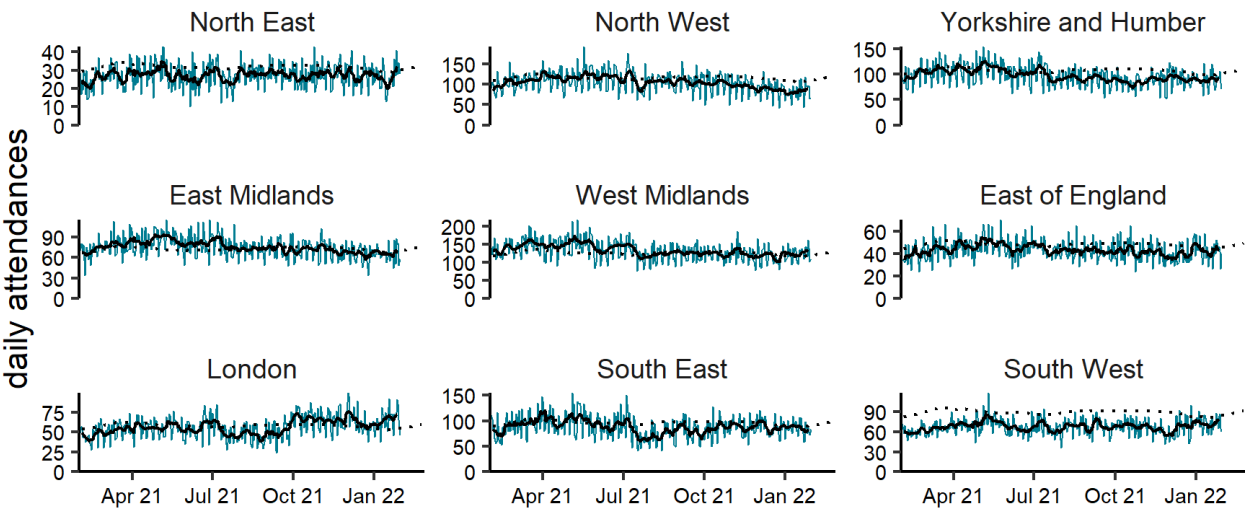 North East
North West
Yorkshire and Humber
40
30
20
10
0
150
100
50
0
150
100
50
0
East Midlands
West Midlands
East of England
90
60
30
0
200
150
100
50
0
60
40
20
0
London
South East
South West
75
50
25
0
150
100
50
0
90
60
30
0
Apr 21 Jul 21 Oct 21 Jan 22
Apr 21 Jul 21 Oct 21 Jan 22
Apr 21 Jul 21 Oct 21 Jan 22
daily attendances